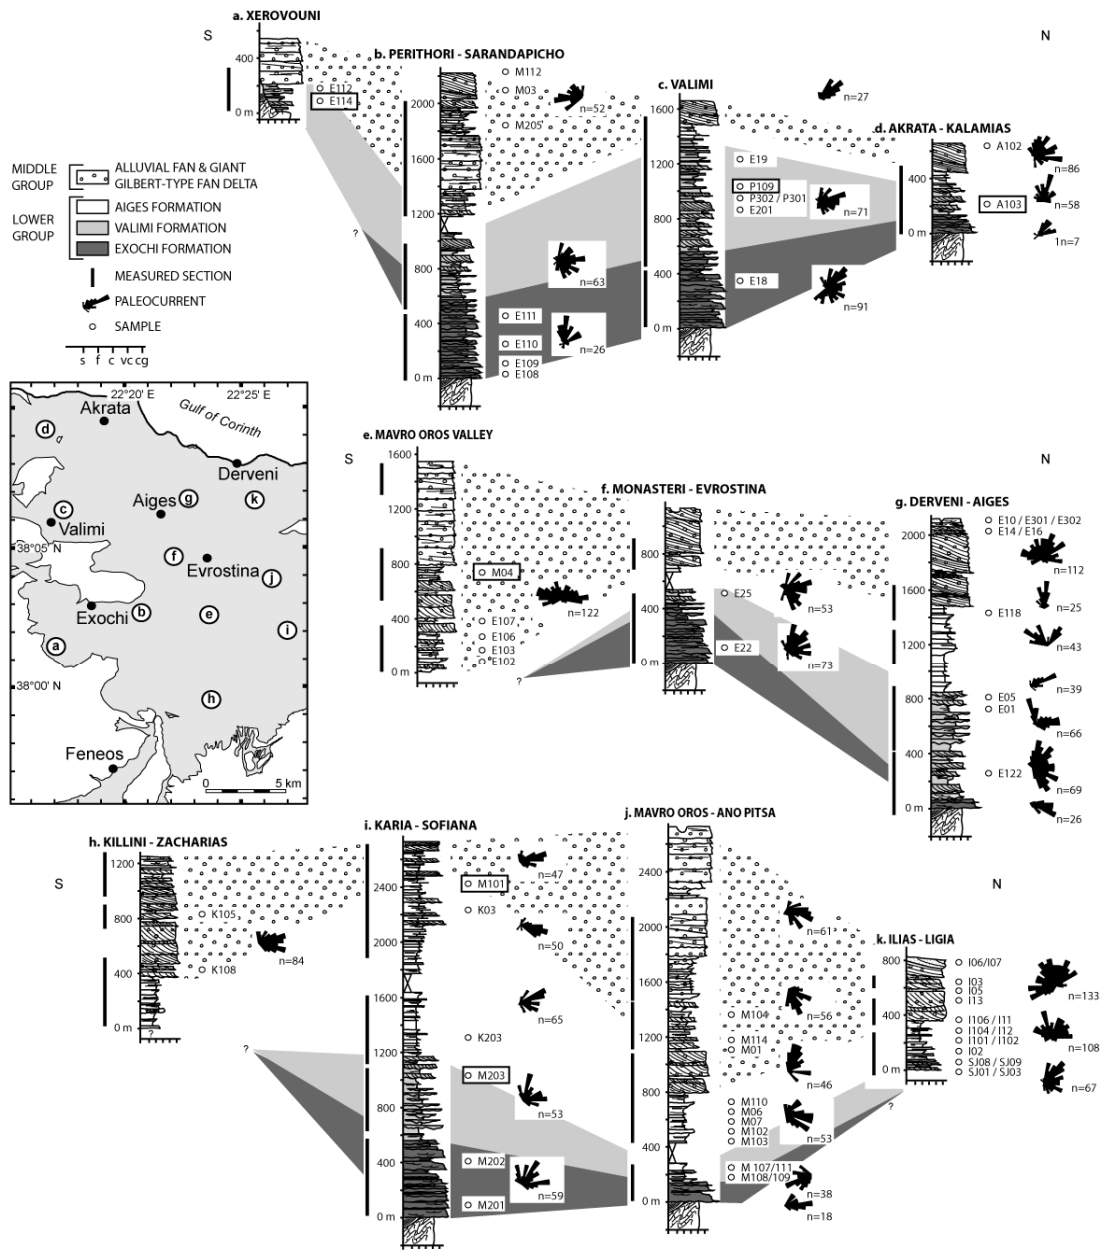 a. XEROVOUNI
S
N
400
0 m
E112
E114
b. PERITHORI - SARANDAPICHO
2000
1600
1200
800
400
0 m
M112
M03
n=52
M205
n=63
E111
E110
n=26
E109
E108
c. VALIMI
1600
1200
800
400
0 m
n=27
E19
P109
P302 / P301
E201
n=71
E18
n=91
d. AKRATA - KALAMIAS
400
0 m
A102
n=86
A103
n=58
1n=7
?
MIDDLE GROUP
ALLUVIAL FAN & GIANT
GILBERT-TYPE FAN DELTA
LOWER GROUP
AIGES FORMATION
VALIMI FORMATION
EXOCHI FORMATION
MEASURED SECTION
PALEOCURRENT
SAMPLE
s f c vc cg
22°20' E
22°25' E
Akrata
Gulf of Corinth
d
Derveni
g
k
Aiges
c
Valimi
38°05' N
f
Evrostina
j
Exochi
b
e
i
a
38°00' N
h
Feneos
0 5 km
e. MAVRO OROS VALLEY
S
N
1600
1200
800
400
0 m
M04
n=122
E107
E106
E103
E102
?
f. MONASTERI - EVROSTINA
800
400
0 m
E25
n=53
E22
n=73
g. DERVENI - AIGES
2000
1600
1200
800
400
0 m
E10 / E301 / E302
E14 / E16
n=112
E118
n=25
n=43
n=39
E05
E01
n=66
E122
n=69
n=26
h. KILLINI - ZACHARIAS
S
N
1200
800
400
0 m
?
K105
n=84
K108
?
i. KARIA - SOFIANA
2400
2000
1600
1200
800
400
0 m
n=47
M101
K03
n=50
n=65
K203
M203
n=53
M202
n=59
M201
j. MAVRO OROS - ANO PITSA
2400
2000
1600
1200
800
400
0 m
n=61
M104
n=56
M114
M01
n=46
M110
M06
M07
M102
M103
n=53
M 107/111
M108/109
n=38
n=18
?
k. ILIAS - LIGIA
800
400
0 m
I06/I07
I03
I05
I13
n=133
I106 / I11
I104 / I12
I101 / I102
I02
n=108
SJ08 / SJ09
SJ01 / SJ03
n=67